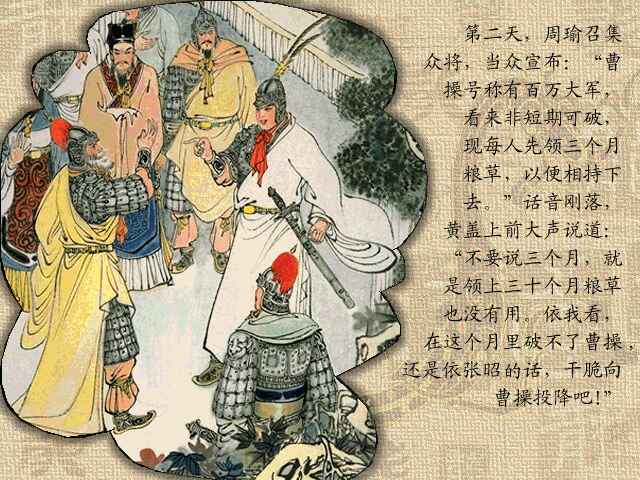 第二天，周瑜召集
众将，当众宣布：“曹
操号称有百万大军，
看来非短期可破，
现每人先领三个月
粮草，以便相持下
去。”话音刚落，
黄盖上前大声说道：
“不要说三个月，就
是领上三十个月粮草
也没有用。依我看，
在这个月里破不了曹操，
还是依张昭的话，干脆向
曹操投降吧!”